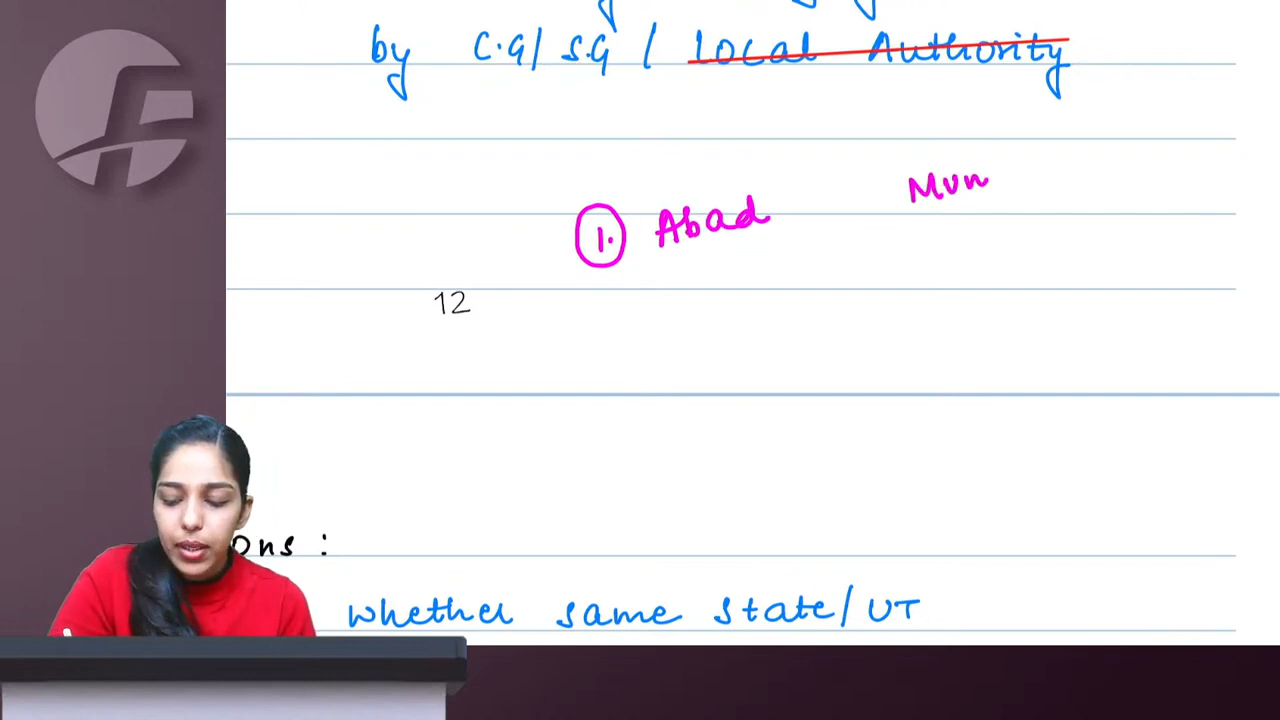 by C.G/ S.G / Local Authority
Mum
1. Abad
12
ons :
whether same state/ UT